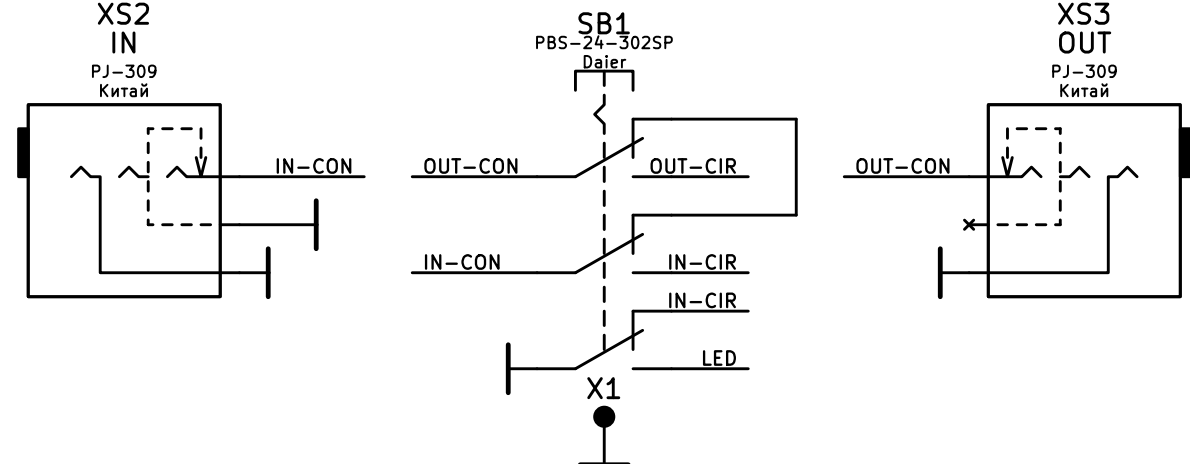 XS2
IN
PJ-309
Китай
IN-CON
SB1
PBS-24-302SP
Daier
OUT-CON
OUT-CIR
IN-CON
IN-CIR
IN-CIR
LED
X1
XS3
OUT
PJ-309
Китай
OUT-CON